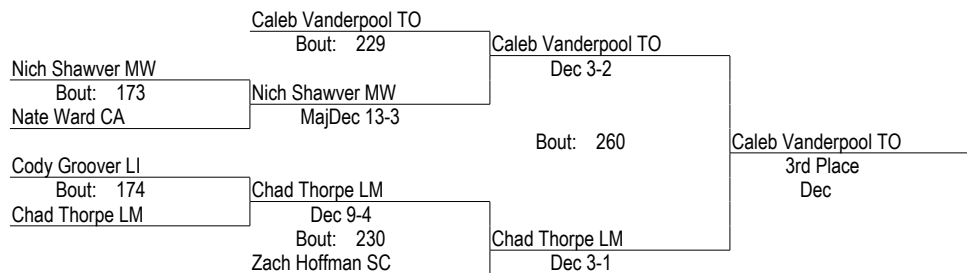 Caleb Vanderpool TO
Bout: 229
Caleb Vanderpool TO
Nich Shawver MW
Dec 3-2
Bout: 173
Nich Shawver MW
Nate Ward CA
MajDec 13-3
Bout: 260
Caleb Vanderpool TO
Cody Groover LI
3rd Place
Bout: 174
Chad Thorpe LM
Dec
Chad Thorpe LM
Dec 9-4
Bout: 230
Chad Thorpe LM
Zach Hoffman SC
Dec 3-1